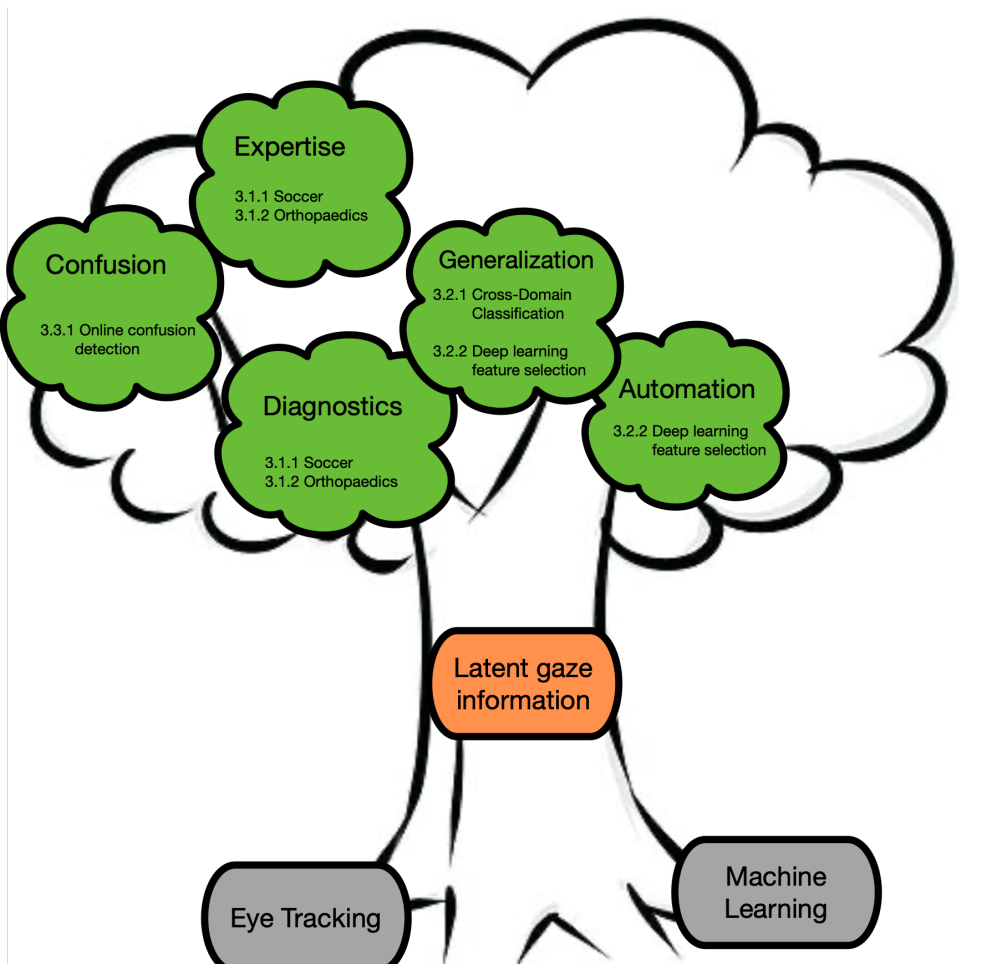 Expertise
3.1.1 Soccer
3.1.2 Orthopaedics
Confusion
3.3.1 Online confusion
detection
Generalization
3.2.1 Cross-Domain
Classification
3.2.2 Deep learning
feature selection
Diagnostics
3.1.1 Soccer
3.1.2 Orthopaedics
Automation
3.2.2 Deep learning
feature selection
Latent gaze
information
Eye Tracking
Machine
Learning